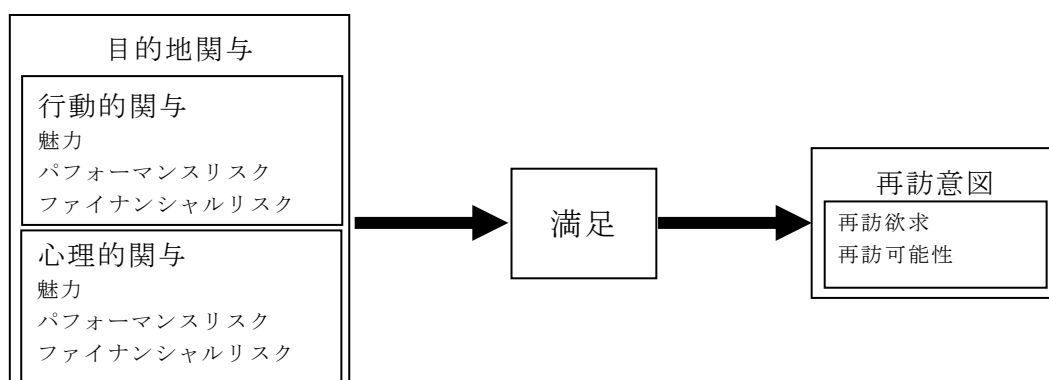 目的地関与
行動的関与
魅力
パフォーマンスリスク
ファイナンシャルリスク
心理的関与
魅力
パフォーマンスリスク
ファイナンシャルリスク
満足
再訪意図
再訪欲求
再訪可能性